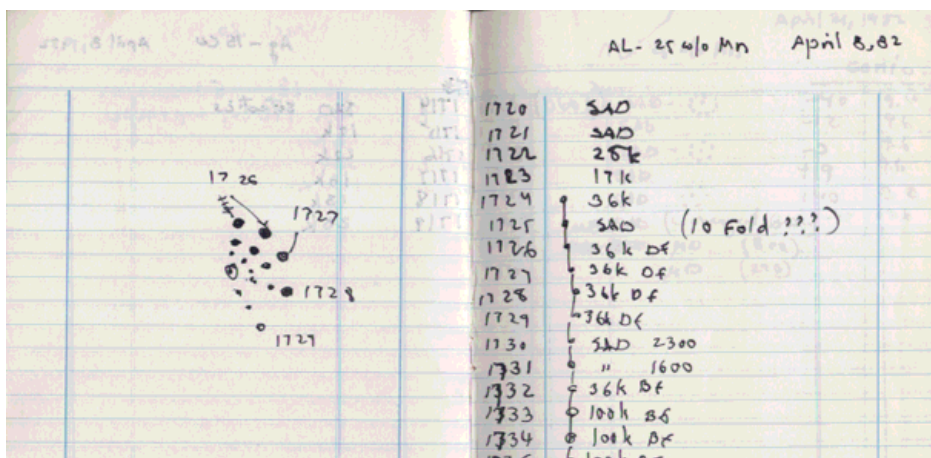 AL- 25 w/o Mn April 8, 82
1720 SAD
1721 SAD
1722 25k
1723 17k
1724 36k
1725 SAD (10 Fold ???)
1726 36k Df
1727 36k Df
1728 36k Df
1729 36k Df
1730 SAD 2300
1731 " 1600
1732 36k Bf
1733 100k Bf
1734 100k Bf
1726
1727
1728
1729